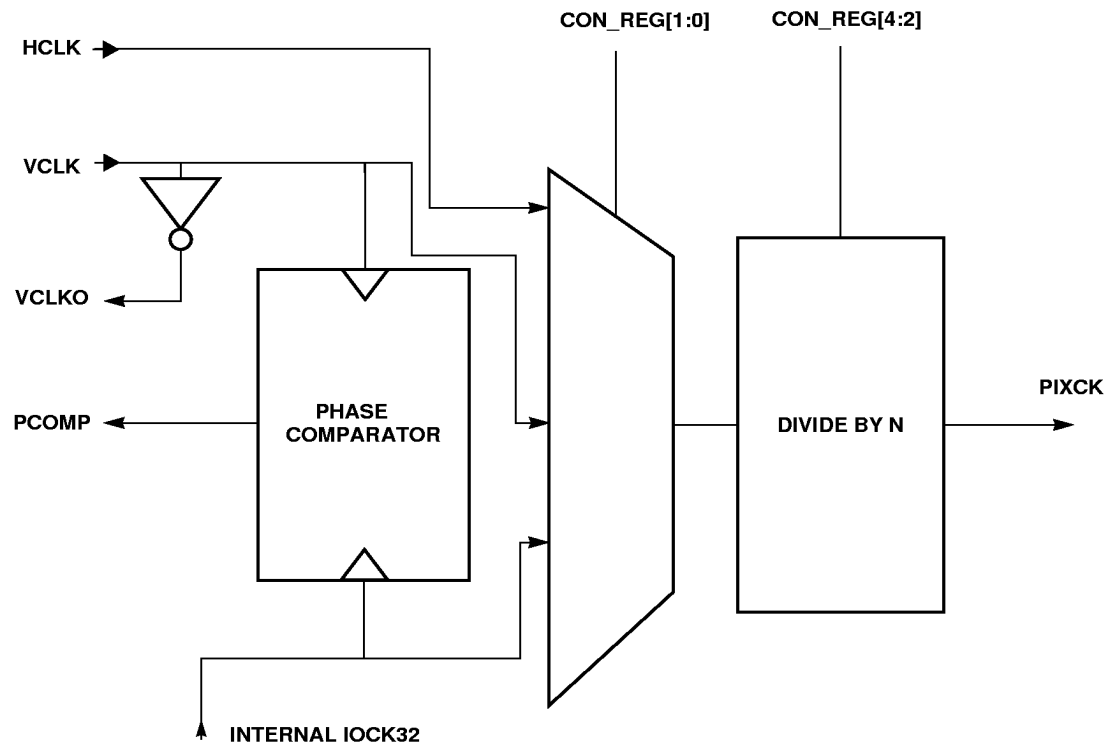 CON_REG[1:0]
CON_REG[4:2]
HCLK
VCLK
VCLKO
PCOMP
PHASE
COMPARATOR
DIVIDE BY N
PIXCK
INTERNAL IOCK32